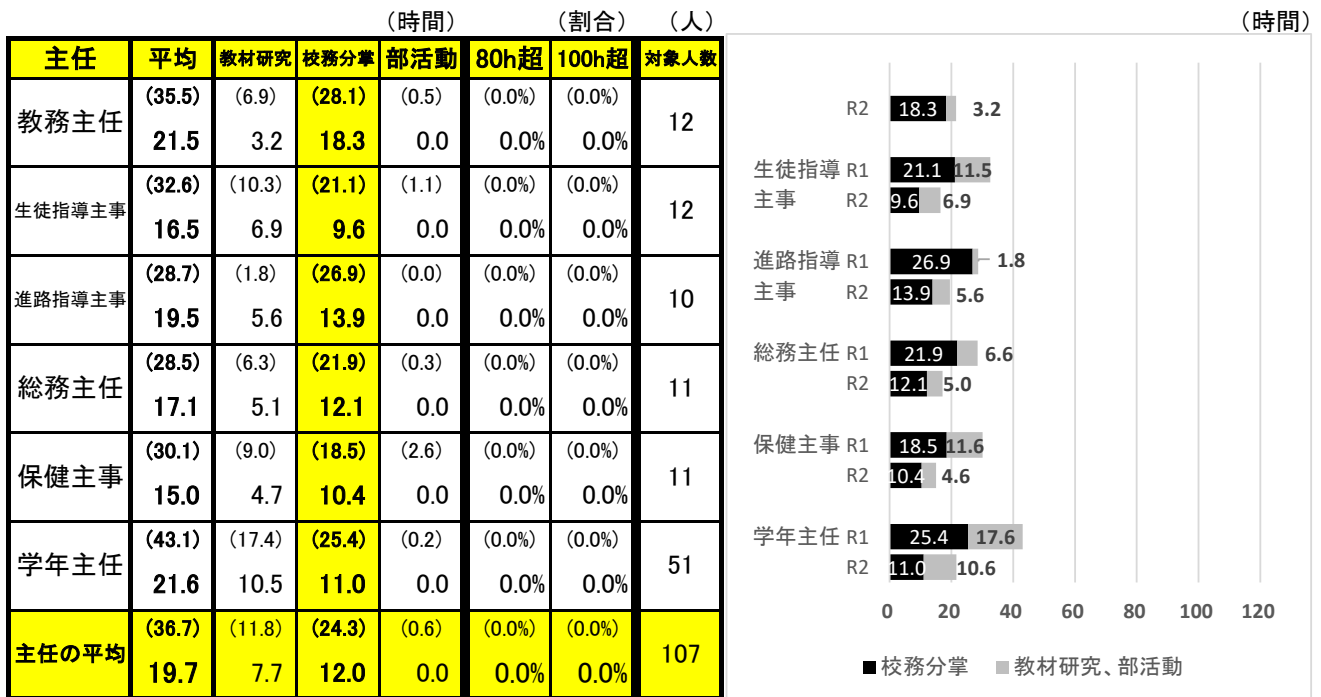 (時間) (割合) (人)
主任 平均 教材研究 校務分掌 部活動 80h超 100h超 対象人数
教務主任 (35.5) (6.9) (28.1) (0.5) (0.0%) (0.0%) 12
21.5 3.2 18.3 0.0 0.0% 0.0%
生徒指導主事 (32.6) (10.3) (21.1) (1.1) (0.0%) (0.0%) 12
16.5 6.9 9.6 0.0 0.0% 0.0%
進路指導主事 (28.7) (1.8) (26.9) (0.0) (0.0%) (0.0%) 10
19.5 5.6 13.9 0.0 0.0% 0.0%
総務主任 (28.5) (6.3) (21.9) (0.3) (0.0%) (0.0%) 11
17.1 5.1 12.1 0.0 0.0% 0.0%
保健主事 (30.1) (9.0) (18.5) (2.6) (0.0%) (0.0%) 11
15.0 4.7 10.4 0.0 0.0% 0.0%
学年主任 (43.1) (17.4) (25.4) (0.2) (0.0%) (0.0%) 51
21.6 10.5 11.0 0.0 0.0% 0.0%
主任の平均 (36.7) (11.8) (24.3) (0.6) (0.0%) (0.0%) 107
19.7 7.7 12.0 0.0 0.0% 0.0%
(時間)
R2 18.3 3.2
生徒指導 R1 21.1 11.5
主事 R2 9.6 6.9
進路指導 R1 26.9 1.8
主事 R2 13.9 5.6
総務主任 R1 21.9 6.6
R2 12.1 5.0
保健主事 R1 18.5 11.6
R2 10.4 4.6
学年主任 R1 25.4 17.6
R2 11.0 10.6
0 20 40 60 80 100 120
■校務分掌 ■教材研究、部活動